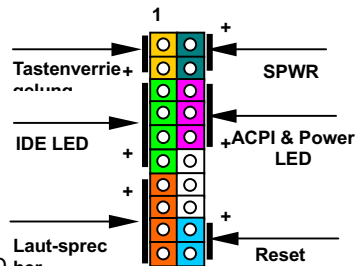 1
+
+
Tastenverrie
gelung
SPWR
IDE LED
+
ACPI & Power
LED
+
+
+
Laut-sprec
her
Reset